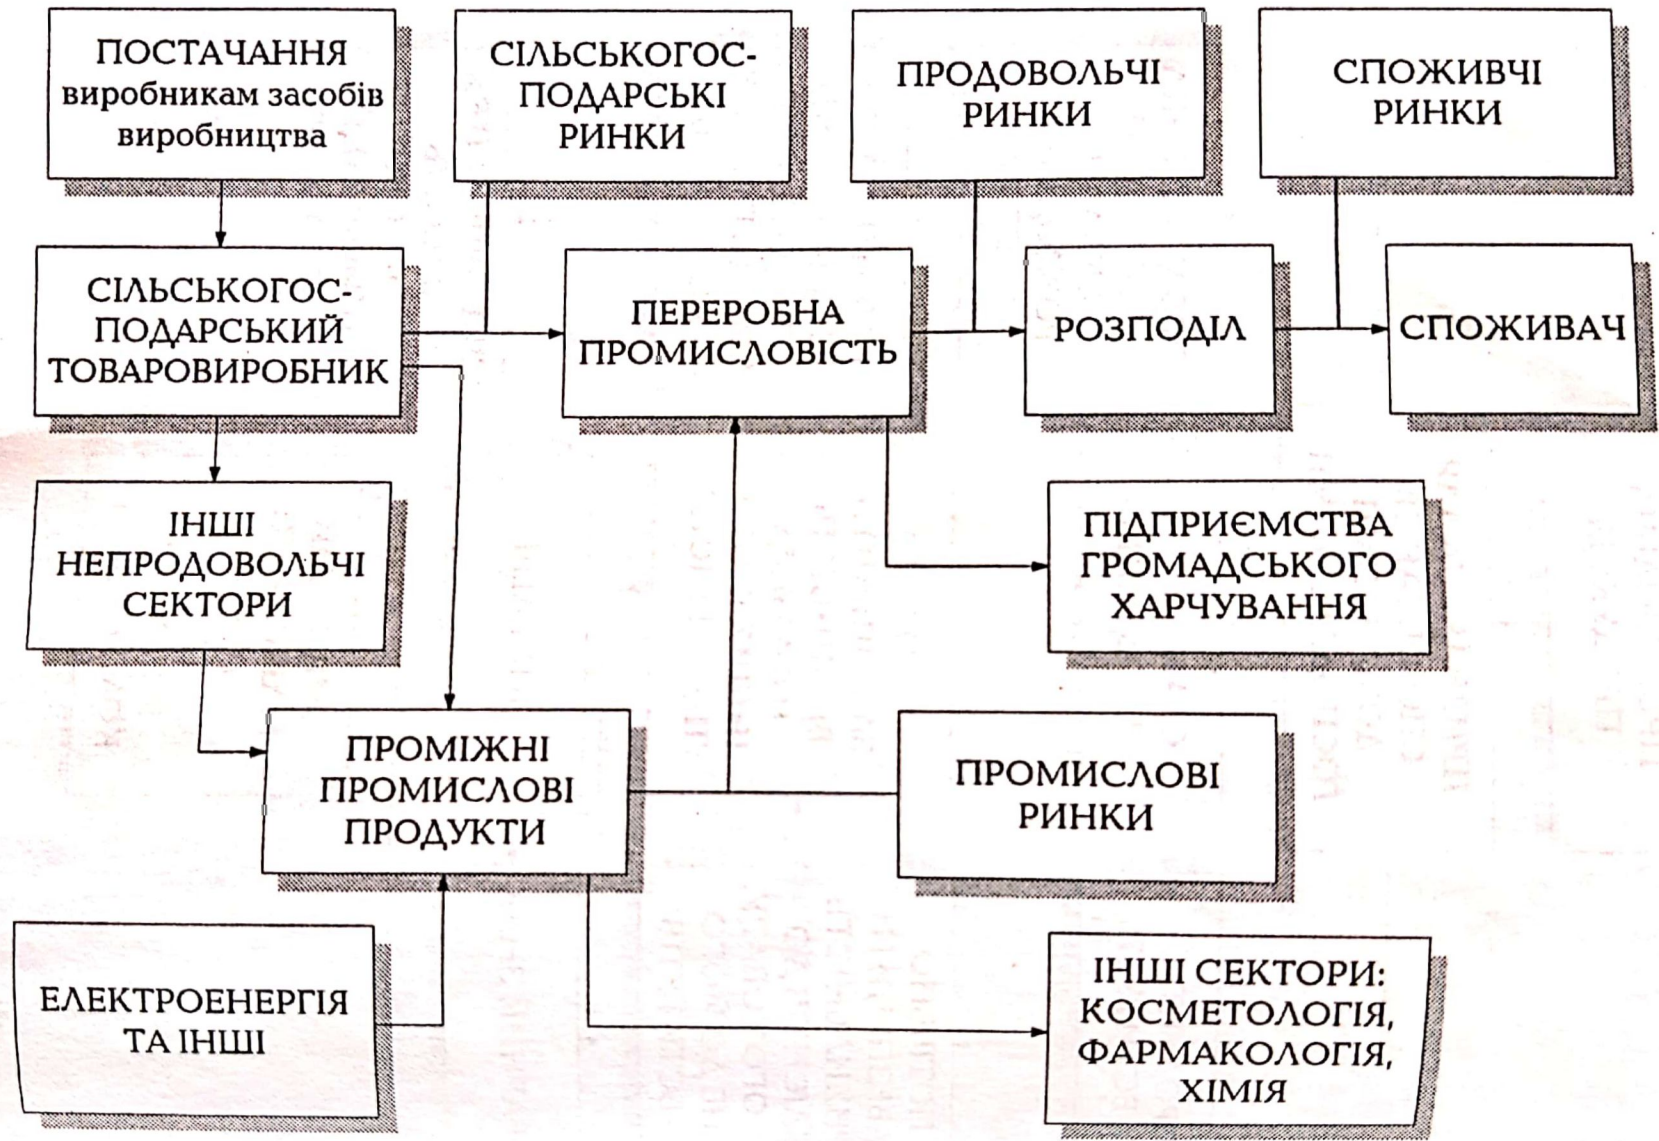 ПОСТАЧАННЯ
виробникам засобів
виробництва
СІЛЬСЬКОГОС-
ПОДАРСЬКІ
РИНКИ
ПРОДОВОЛЬЧІ
РИНКИ
СПОЖИВЧІ
РИНКИ
СІЛЬСЬКОГОС-
ПОДАРСЬКИЙ
ТОВАРОВИРОБНИК
ПЕРЕРОБНА
ПРОМИСЛОВІСТЬ
РОЗПОДІЛ
СПОЖИВАЧ
ІНШІ
НЕПРОДОВОЛЬЧІ
СЕКТОРИ
ПІДПРИЄМСТВА
ГРОМАДСЬКОГО
ХАРЧУВАННЯ
ПРОМІЖНІ
ПРОМИСЛОВІ
ПРОДУКТИ
ПРОМИСЛОВІ
РИНКИ
ЕЛЕКТРОЕНЕРГІЯ
ТА ІНШІ
ІНШІ СЕКТОРИ:
КОСМЕТОЛОГІЯ,
ФАРМАКОЛОГІЯ,
ХІМІЯ